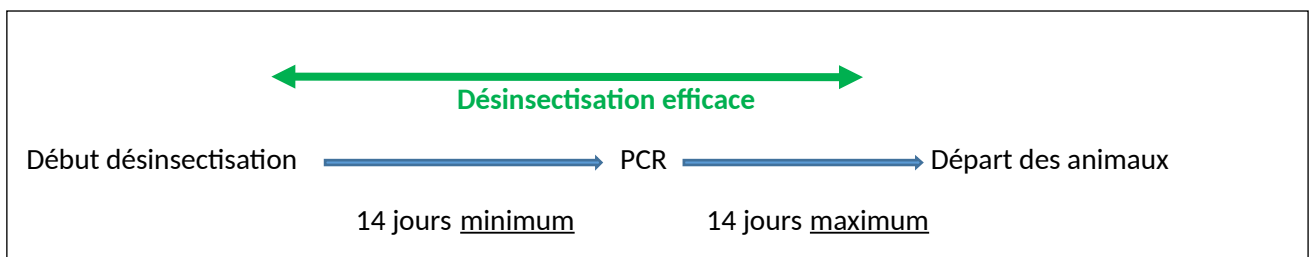 Désinsectisation efficace
Début désinsectisation PCR Départ des animaux
14 jours minimum 14 jours maximum